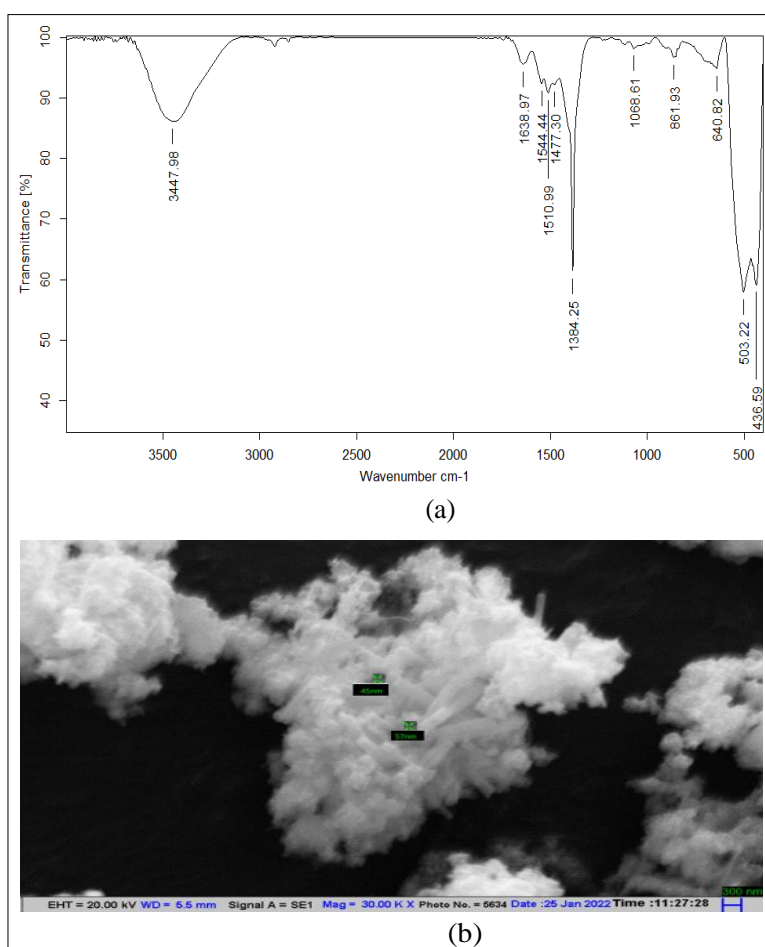 100
90
80
70
60
50
40
Transmittance [%]
3447.98
1638.97
1544.44
1510.99
1477.30
1384.25
1068.61
861.93
640.82
503.22
436.59
3500 3000 2500 2000 1500 1000 500
Wavenumber cm-1
(a)
45nm
57nm
300 nm
EHT = 20.00 kV WD = 5.5 mm Signal A = SE1 Mag = 30.00 K X Photo No. = 5634 Date :25 Jan 2022 Time :11:27:28
(b)